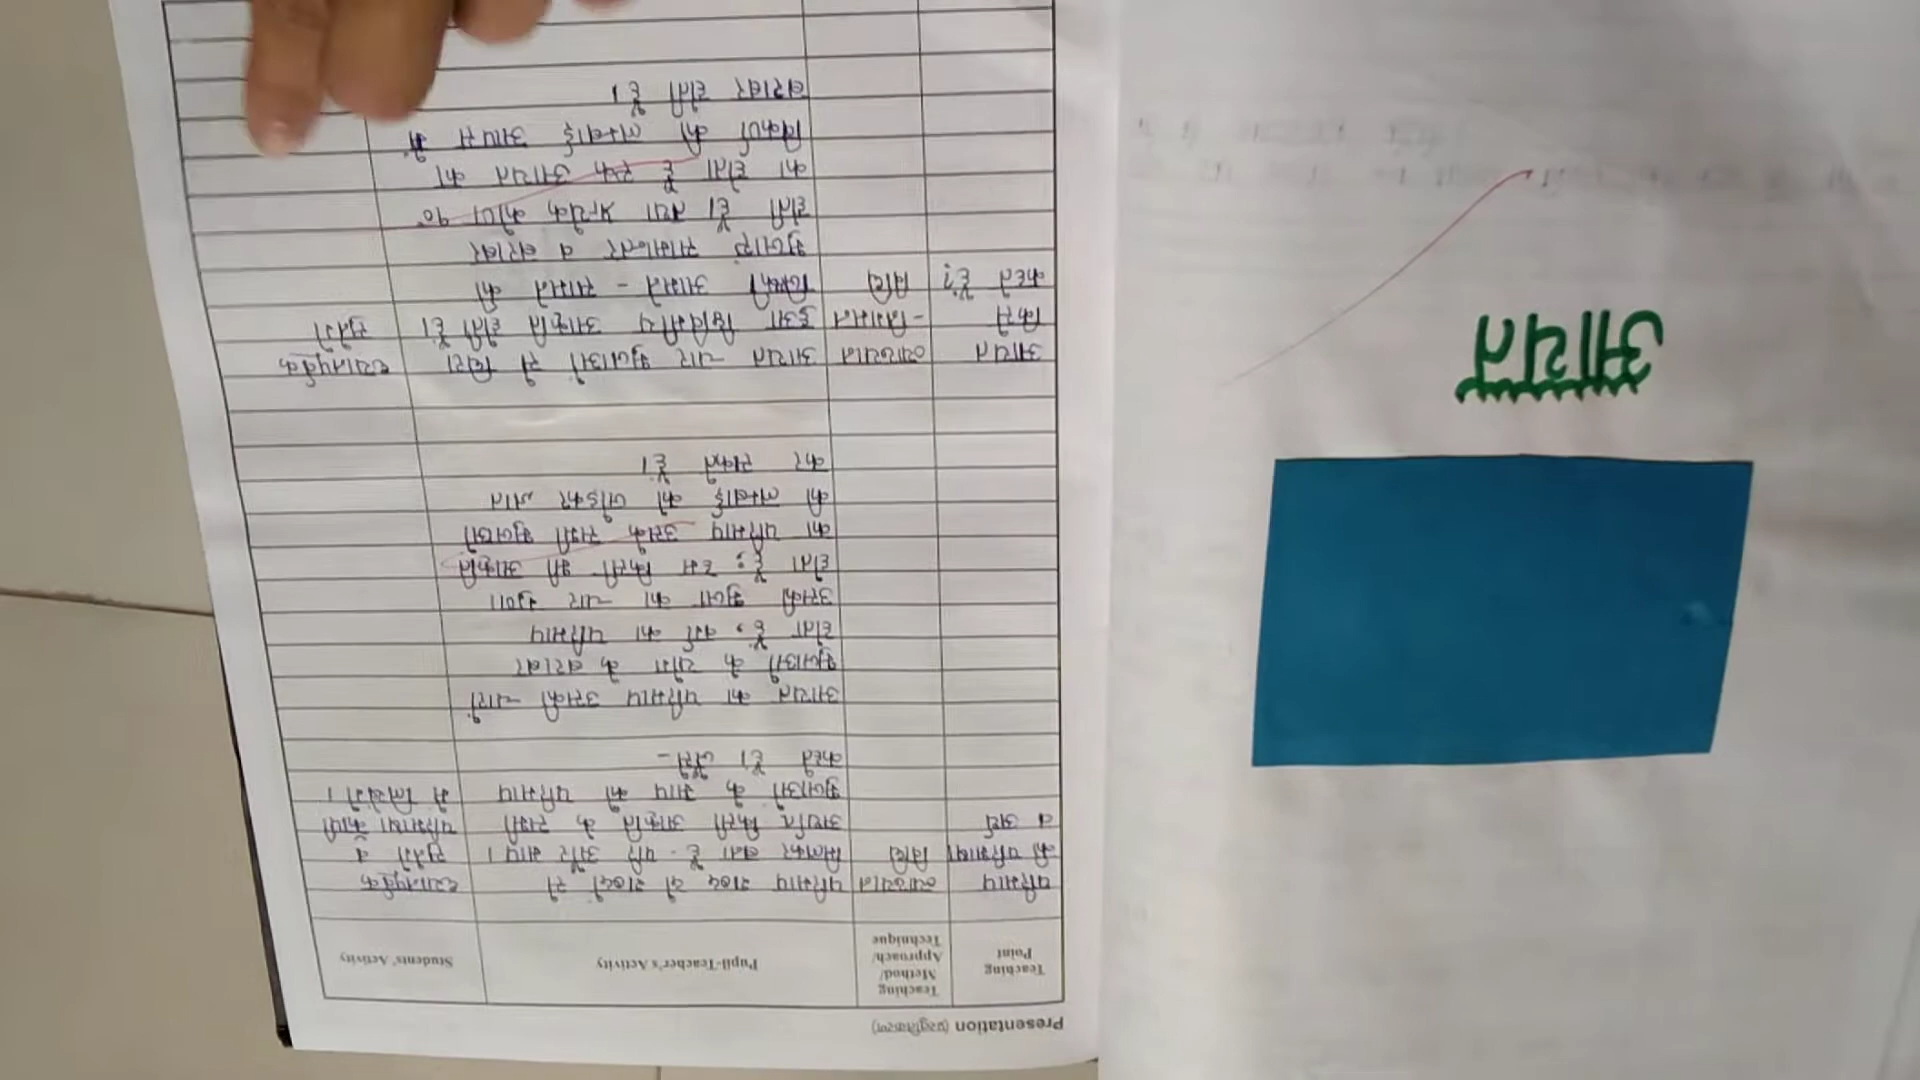 Presentation (प्रस्तुतिकरण)
Teaching Point
Teaching Method/ Approach/ Technique
Pupil-Teacher's Activity
Students' Activity
परिमाप व्याख्यान परिमाप शब्द दो शब्दों से ध्यानपूर्वक
की परिभाषा विधि मिलकर बना है - परि और माप। सुनेंगे व
व अर्थ अर्थात किसी आकृति के सभी परिभाषा कॉपी
भुजाओं के माप को परिमाप में लिखेंगे।
कहते हैं। जैसे -
आयत का परिमाप उसकी चारों
भुजाओं के योग के बराबर
होता है, वर्ग का परिमाप
उसकी भुजा का चार गुणा
होता है; हम किसी भी आकृति
का परिमाप उसके सभी भुजाओं
की लम्बाई को जोड़कर ज्ञात
कर सकते हैं।
आयत व्याख्यान आयत चार भुजाओं से घिरा ध्यानपूर्वक
किसे -निगमन हुआ द्विविमीय आकृति होती है। सुनेंगे
कहते हैं? विधि जिसकी आमने - सामने की
भुजाएं समान्तर व बराबर
होती है। तथा प्रत्येक कोण 90°
का होता है एक आयत का
विकर्ण की लम्बाई आपस में
बराबर होती है।
आयत